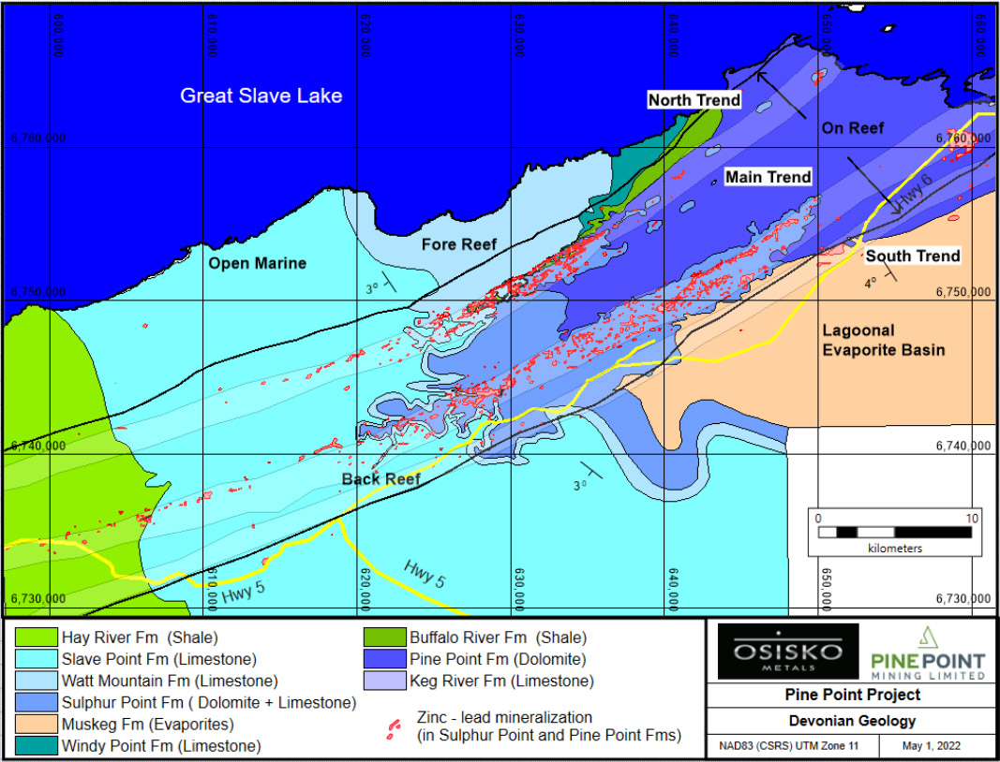 600 000
610 000
620 000
630 000
640 000
650 000
660 000
Great Slave Lake
North Trend
On Reef
6,760,000
6,760,000
Main Trend
Hwy 6
Fore Reef
Open Marine
South Trend
3°
4°
6,750,000
6,750,000
Lagoonal
Evaporite Basin
6,740,000
6,740,000
Back Reef
3°
0
10
kilometers
Hwy 5
Hwy 5
610,000
620,000
630,000
640,000
650,000
6,730,000
6,730,000
Hay River Fm (Shale)
Slave Point Fm (Limestone)
Watt Mountain Fm (Limestone)
Sulphur Point Fm ( Dolomite + Limestone)
Muskeg Fm (Evaporites)
Windy Point Fm (Limestone)
Buffalo River Fm (Shale)
Pine Point Fm (Dolomite)
Keg River Fm (Limestone)
Zinc - lead mineralization
(in Sulphur Point and Pine Point Fms)
OSISKO
METALS
PINE POINT
MINING LIMITED
Pine Point Project
Devonian Geology
NAD83 (CSRS) UTM Zone 11
May 1, 2022